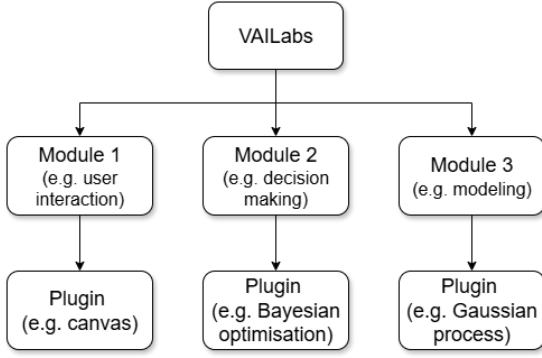 VAILabs
Module 1
(e.g. user
interaction)
Module 2
(e.g. decision
making)
Module 3
(e.g. modeling)
Plugin
(e.g. canvas)
Plugin
(e.g. Bayesian
optimisation)
Plugin
(e.g. Gaussian
process)